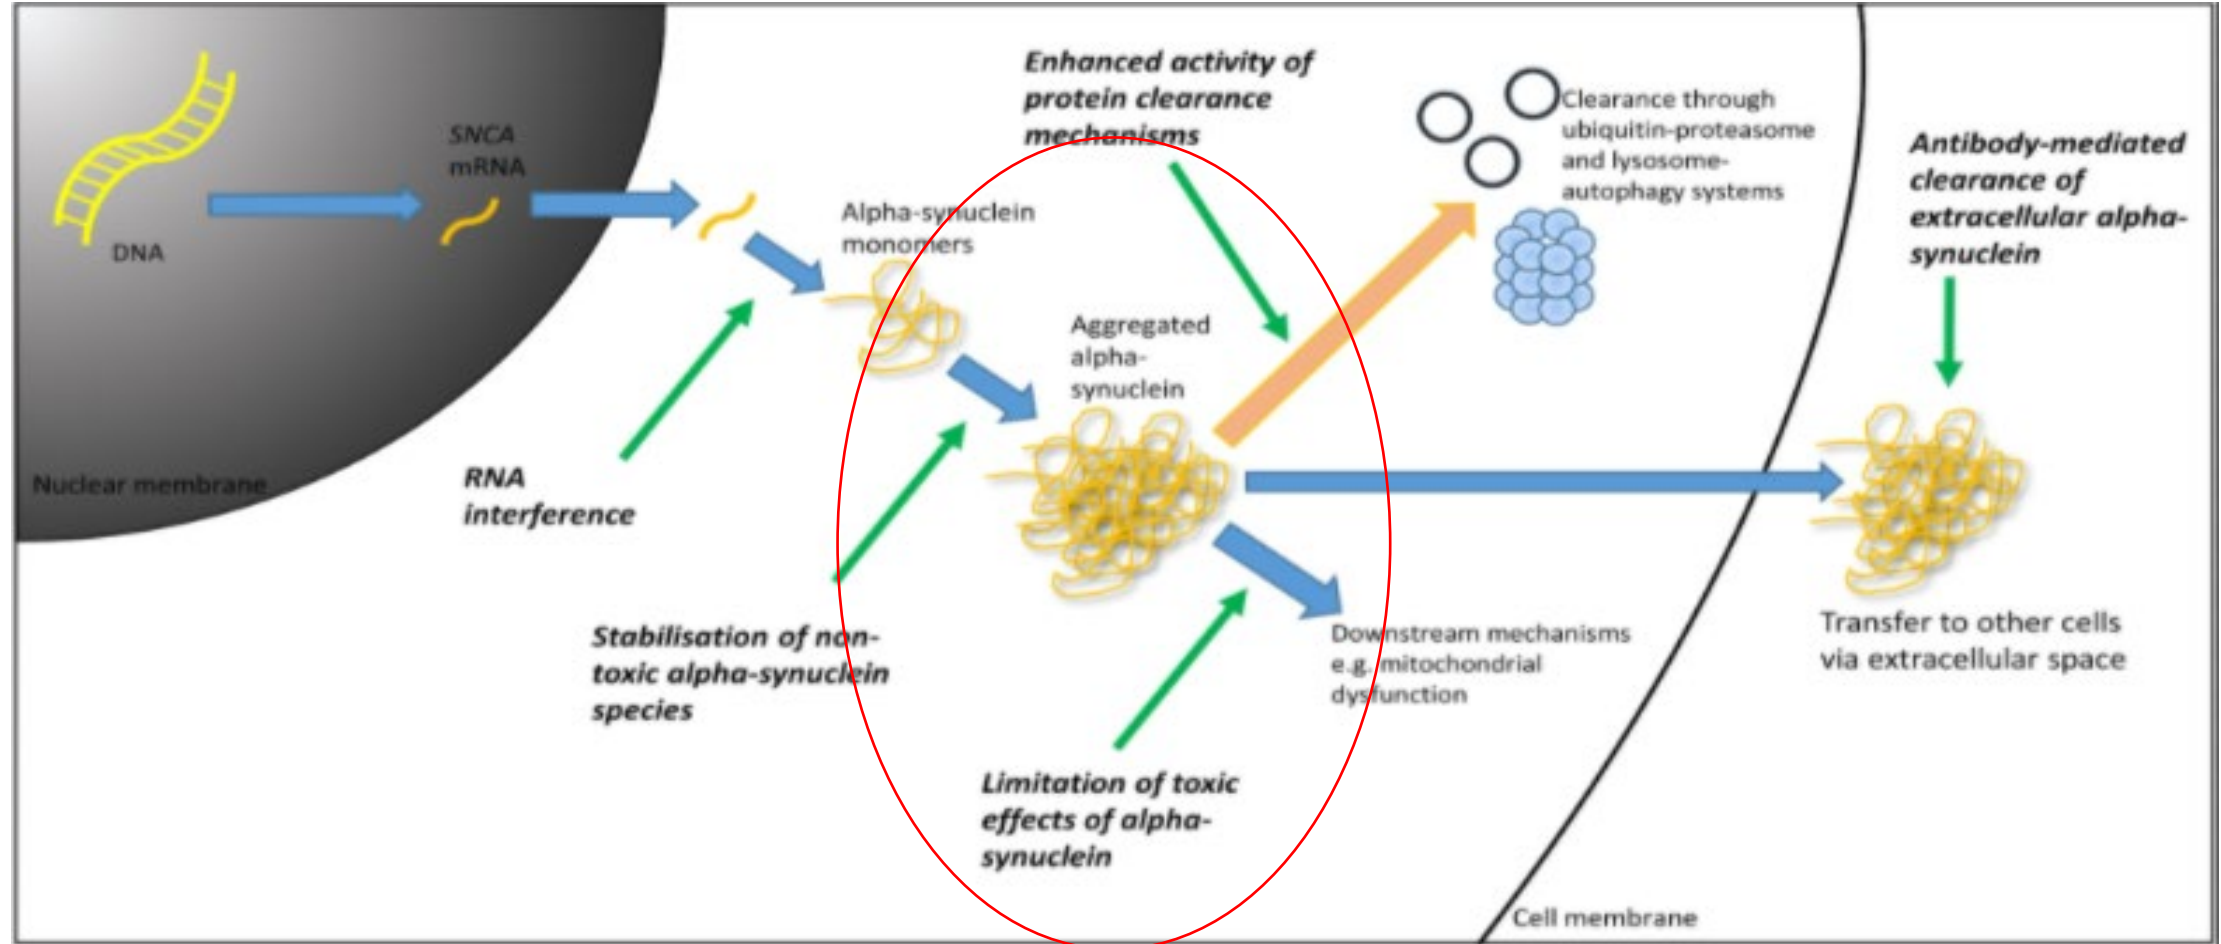 DNA
SNCA
mRNA
Nuclear membrane
RNA
interference
Alpha-synuclein
monomers
Stabilisation of non-
toxic alpha-synuclein
species
Enhanced activity of
protein clearance
mechanisms
Aggregated
alpha-
synuclein
Limitation of toxic
effects of alpha-
synuclein
Clearance through
ubiquitin-proteasome
and lysosome-
autophagy systems
Downstream mechanisms
e.g. mitochondrial
dysfunction
Cell membrane
Antibody-mediated
clearance of
extracellular alpha-
synuclein
Transfer to other cells
via extracellular space